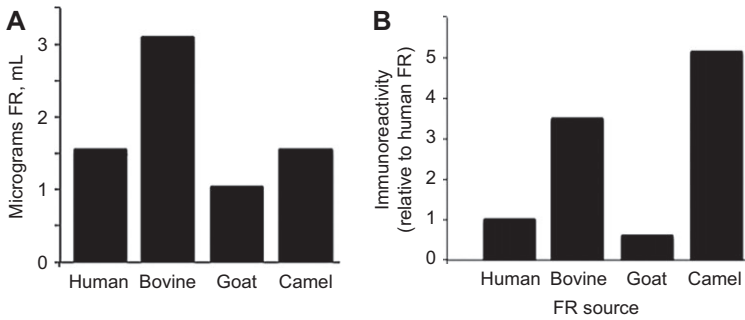 A
Micrograms FR, mL
3
2
1
0
Human Bovine Goat Camel
B
Immunoreactivity
(relative to human FR)
5
4
3
2
1
0
Human Bovine Goat Camel
FR source